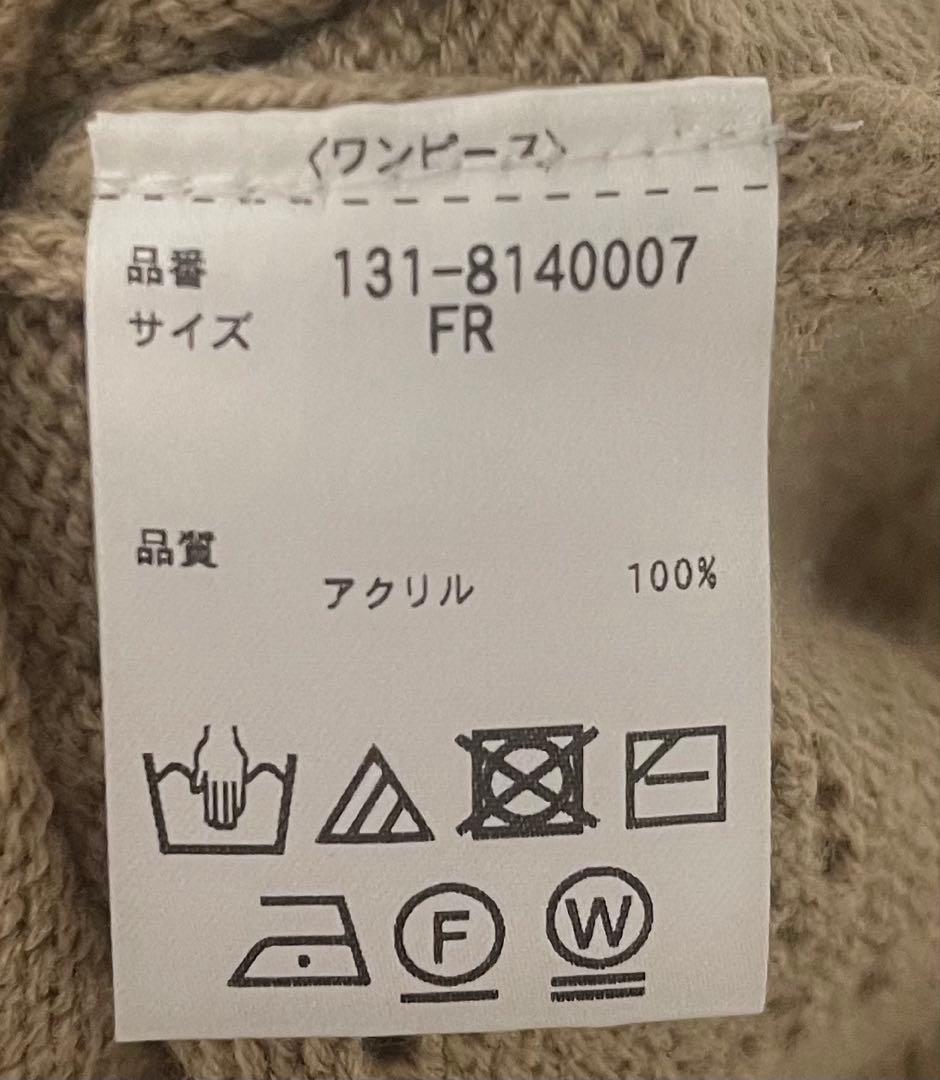 〈ワンピース〉
品番 131-8140007
サイズ FR
品質
アクリル 100%
F W